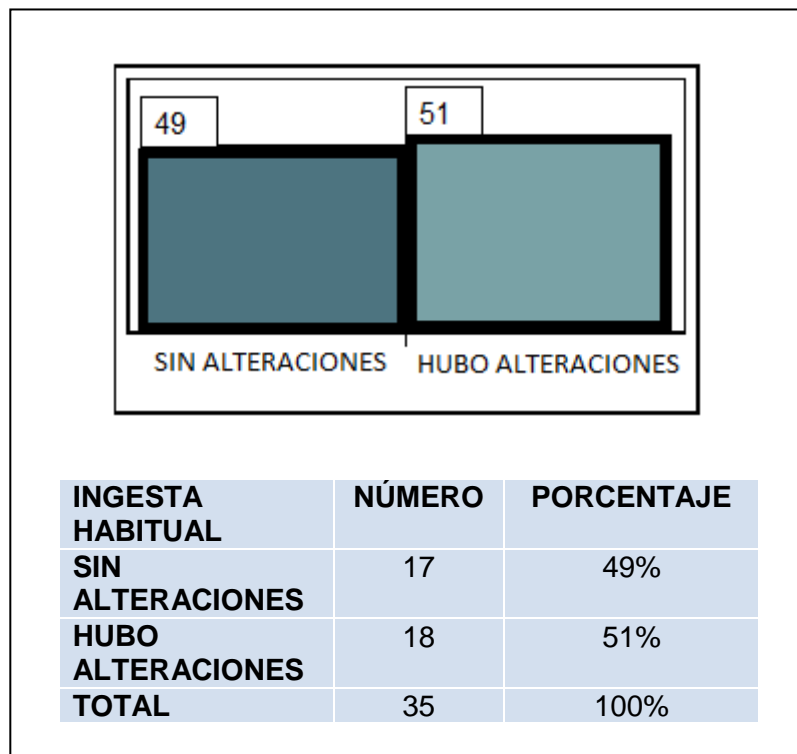 49
51
SIN ALTERACIONES
HUBO ALTERACIONES
INGESTA HABITUAL NÚMERO PORCENTAJE
SIN ALTERACIONES 17 49%
HUBO ALTERACIONES 18 51%
TOTAL 35 100%